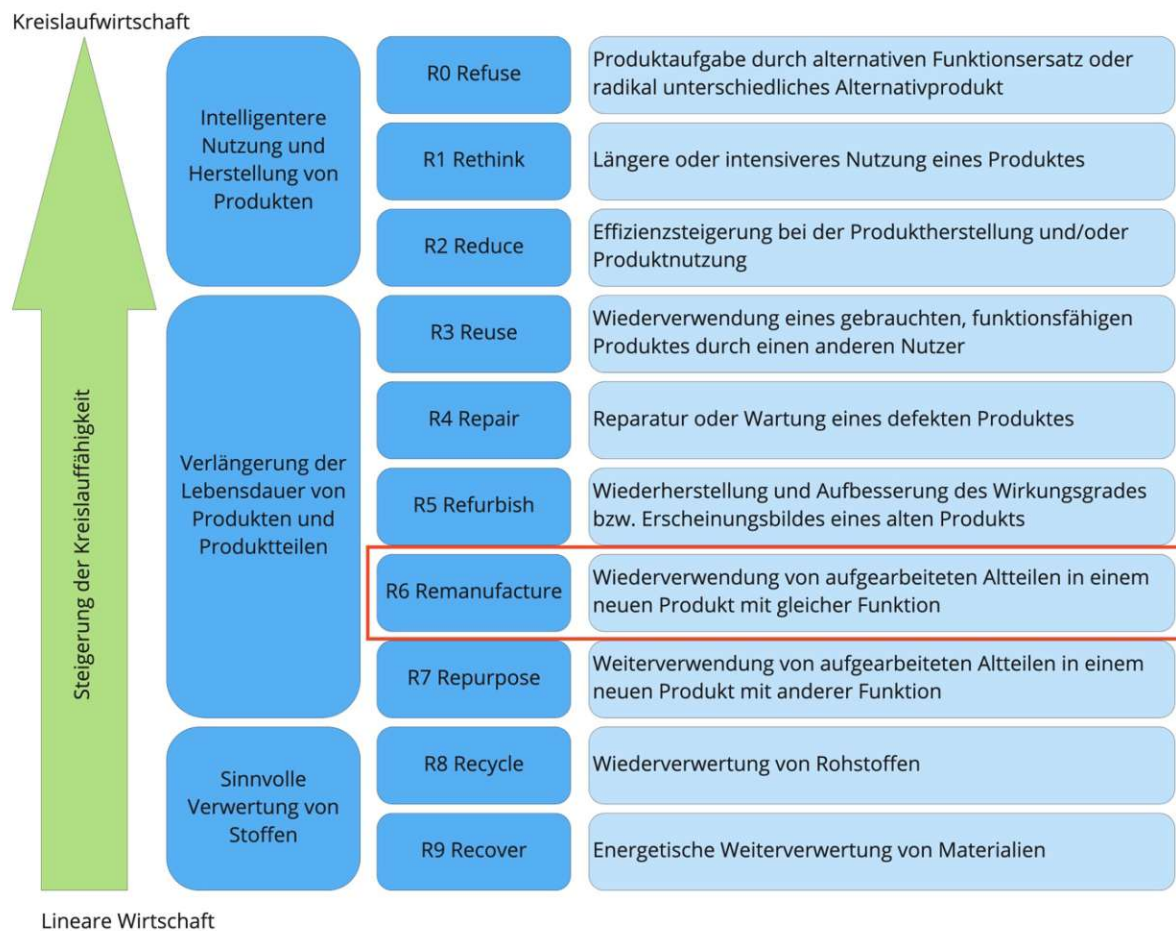 Kreislaufwirtschaft
Steigerung der Kreislauffähigkeit
Lineare Wirtschaft
Intelligentere
Nutzung und
Herstellung von
Produkten
R0 Refuse
Produktaufgabe durch alternativen Funktionsersatz oder
radikal unterschiedliches Alternativprodukt
R1 Rethink
Längere oder intensiveres Nutzung eines Produktes
R2 Reduce
Effizienzsteigerung bei der Produktherstellung und/oder
Produktnutzung
Verlängerung der
Lebensdauer von
Produkten und
Produktteilen
R3 Reuse
Wiederverwendung eines gebrauchten, funktionsfähigen
Produktes durch einen anderen Nutzer
R4 Repair
Reparatur oder Wartung eines defekten Produktes
R5 Refurbish
Wiederherstellung und Aufbesserung des Wirkungsgrades
bzw. Erscheinungsbildes eines alten Produkts
R6 Remanufacture
Wiederverwendung von aufgearbeiteten Altteilen in einem
neuen Produkt mit gleicher Funktion
R7 Repurpose
Weiterverwendung von aufgearbeiteten Altteilen in einem
neuen Produkt mit anderer Funktion
Sinnvolle
Verwertung von
Stoffen
R8 Recycle
Wiederverwertung von Rohstoffen
R9 Recover
Energetische Weiterverwertung von Materialien